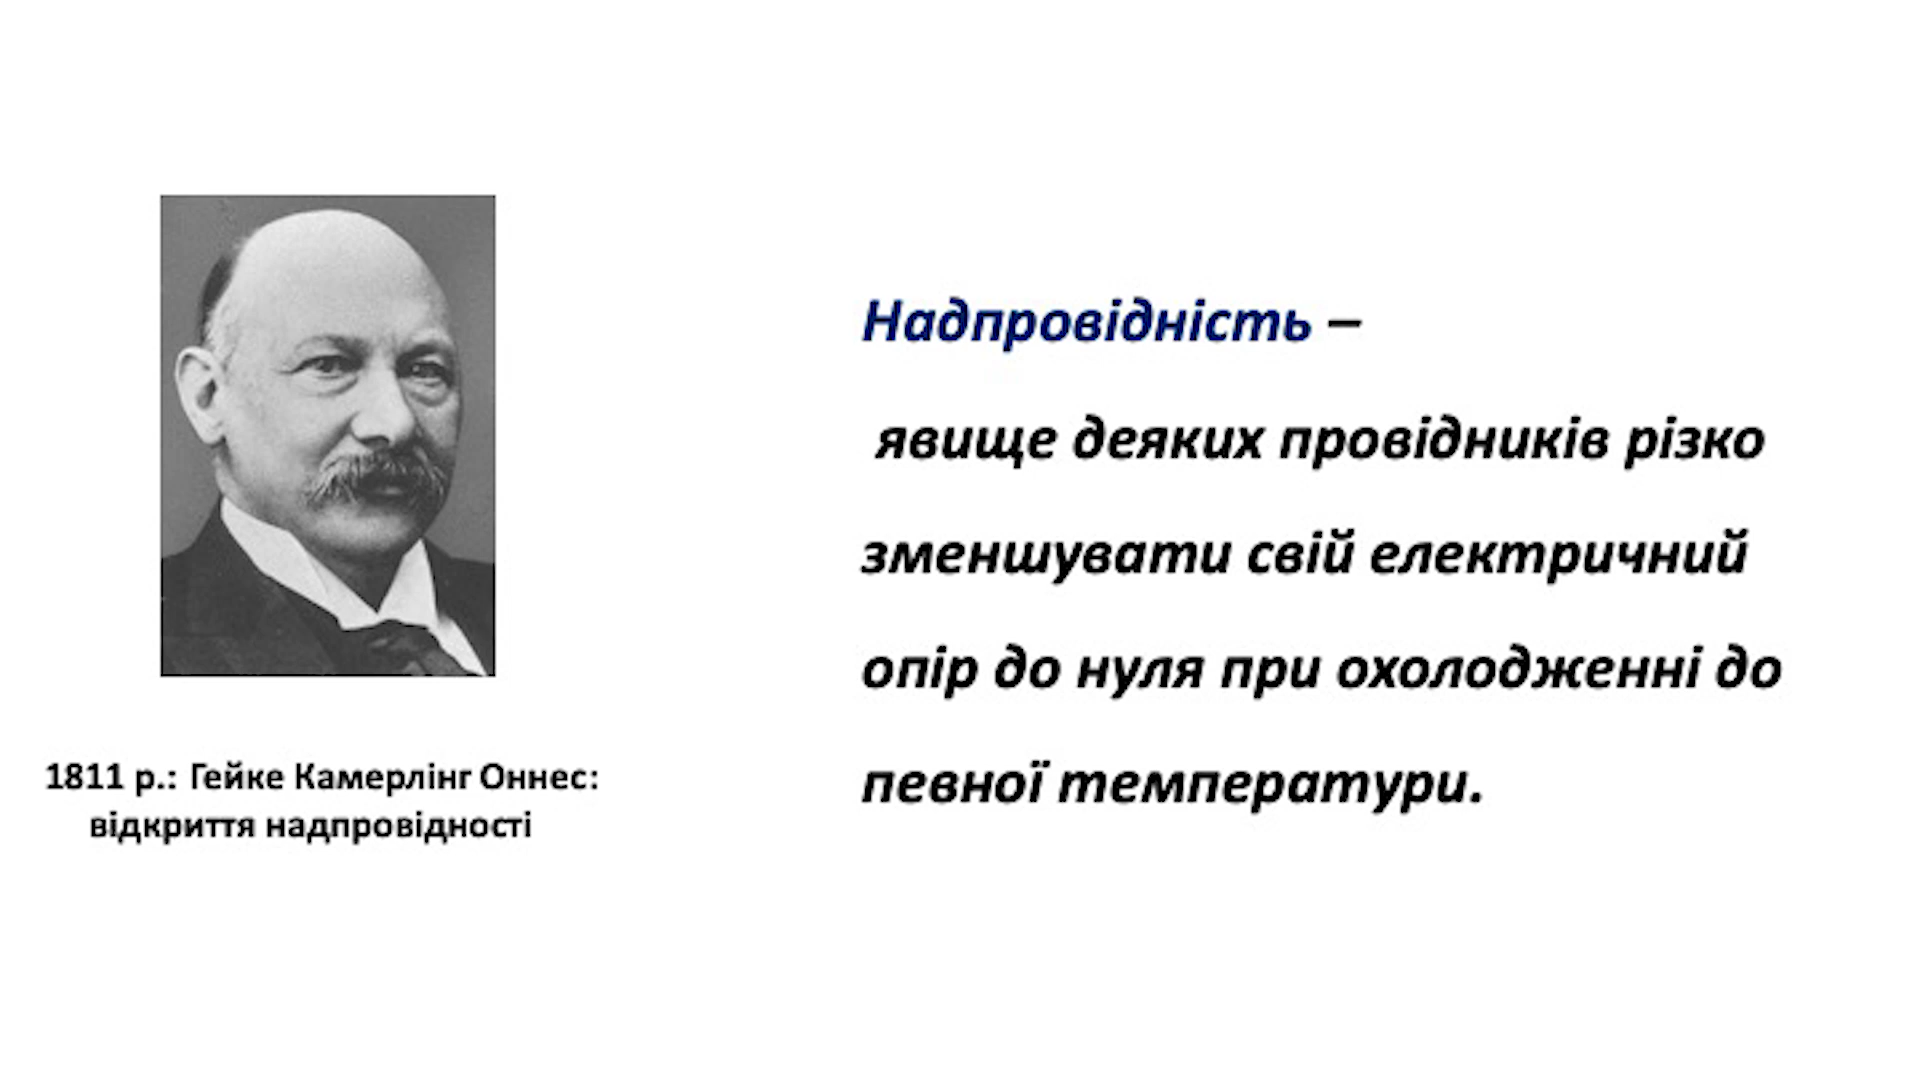 1811 р.: Гейке Камерлінг Оннес:
відкриття надпровідності
Надпровідність –
явище деяких провідників різко
зменшувати свій електричний
опір до нуля при охолодженні до
певної температури.